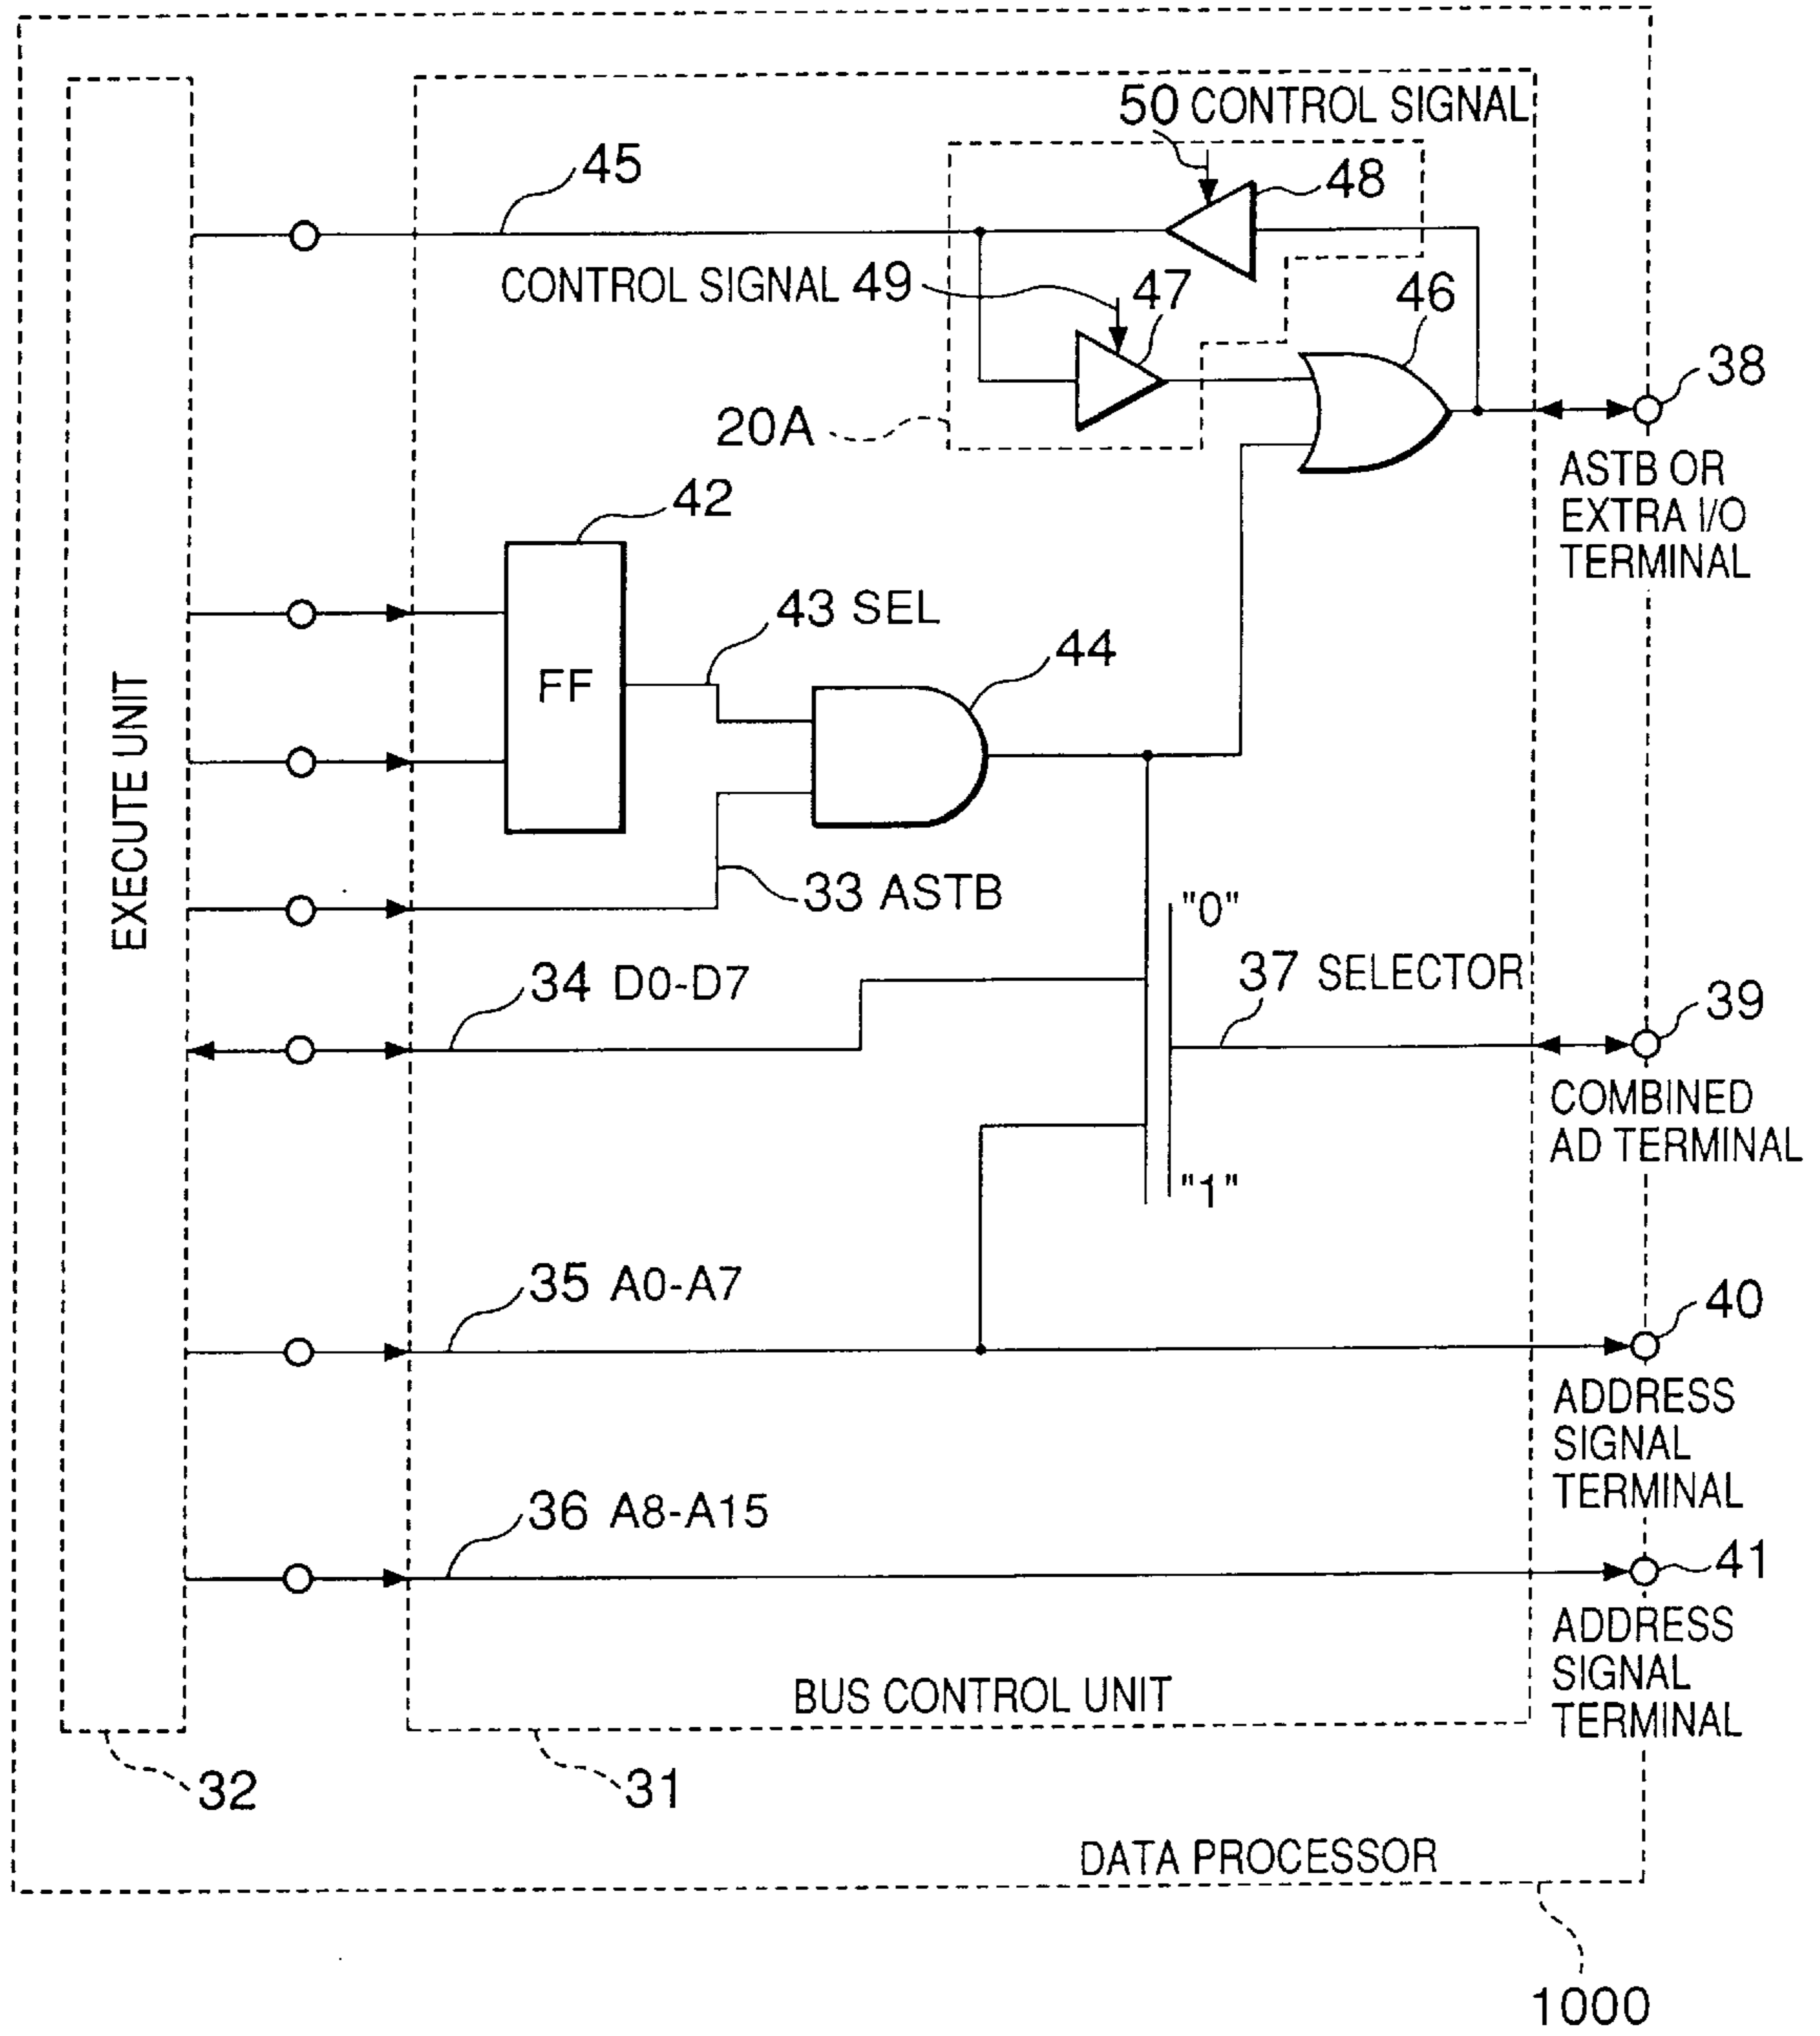 50 CONTROL SIGNAL
45
48
CONTROL SIGNAL 49
47
46
38
20A
ASTB OR
EXTRA I/O
TERMINAL
42
43 SEL
44
FF
EXECUTE UNIT
33 ASTB
"0"
34 D0-D7
37 SELECTOR
39
COMBINED
AD TERMINAL
"1"
35 A0-A7
40
ADDRESS
SIGNAL
TERMINAL
36 A8-A15
41
ADDRESS
SIGNAL
TERMINAL
BUS CONTROL UNIT
32
31
DATA PROCESSOR
1000